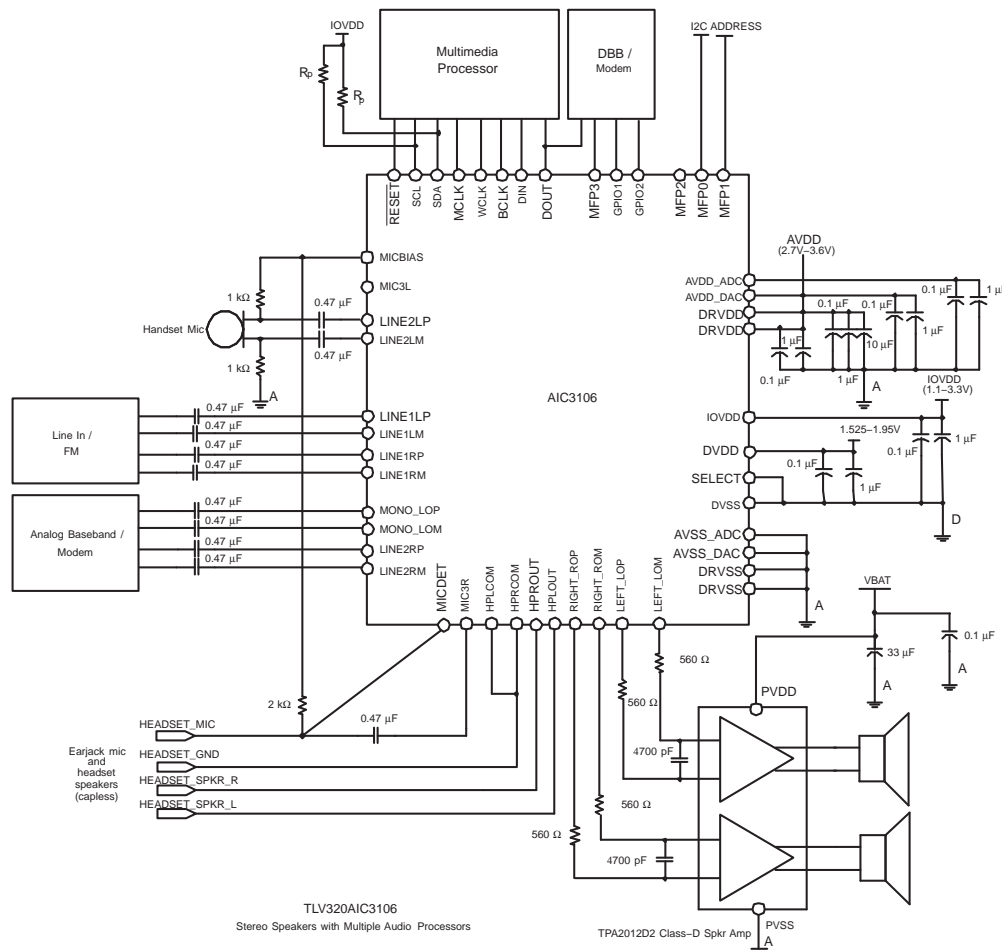 IOVDD
I2C ADDRESS
Multimedia
Processor
DBB /
Modem
Rp
Rp
RESET
SCL
SDA
MCLK
WCLK
BCLK
DIN
DOUT
MFP3
GPIO1
GPIO2
MFP2
MFP0
MFP1
AVDD
(2.7V–3.6V)
MICBIAS
MIC3L
1 kΩ
0.47 μF
LINE2LP
Handset Mic
LINE2LM
0.47 μF
1 kΩ
A
AVDD_ADC
AVDD_DAC
DRVDD
DRVDD
0.1 μF
1 μF
0.1 μF
0.1 μF
1 μF
1 μF
10 μF
0.1 μF
1 μF
A
AIC3106
IOVDD
(1.1–3.3V)
0.47 μF
LINE1LP
0.47 μF
LINE1LM
Line In /
FM
0.47 μF
LINE1RP
0.47 μF
LINE1RM
IOVDD
1.525–1.95V
DVDD
0.1 μF
1 μF
0.1 μF
SELECT
1 μF
DVSS
D
0.47 μF
MONO_LOP
0.47 μF
MONO_LOM
Analog Baseband /
Modem
0.47 μF
LINE2RP
0.47 μF
LINE2RM
AVSS_ADC
AVSS_DAC
DRVSS
DRVSS
A
MICDET
MIC3R
HPLCOM
HPRCOM
HPROUT
HPLOUT
RIGHT_ROP
RIGHT_ROM
LEFT_LOP
LEFT_LOM
VBAT
0.1 μF
33 μF
A
A
560 Ω
PVDD
560 Ω
2 kΩ
0.47 μF
HEADSET_MIC
Earjack mic
and
headset
speakers
(capless)
HEADSET_GND
HEADSET_SPKR_R
HEADSET_SPKR_L
4700 pF
560 Ω
560 Ω
4700 pF
TLV320AIC3106
Stereo Speakers with Multiple Audio Processors
TPA2012D2 Class–D Spkr Amp
PVSS
A